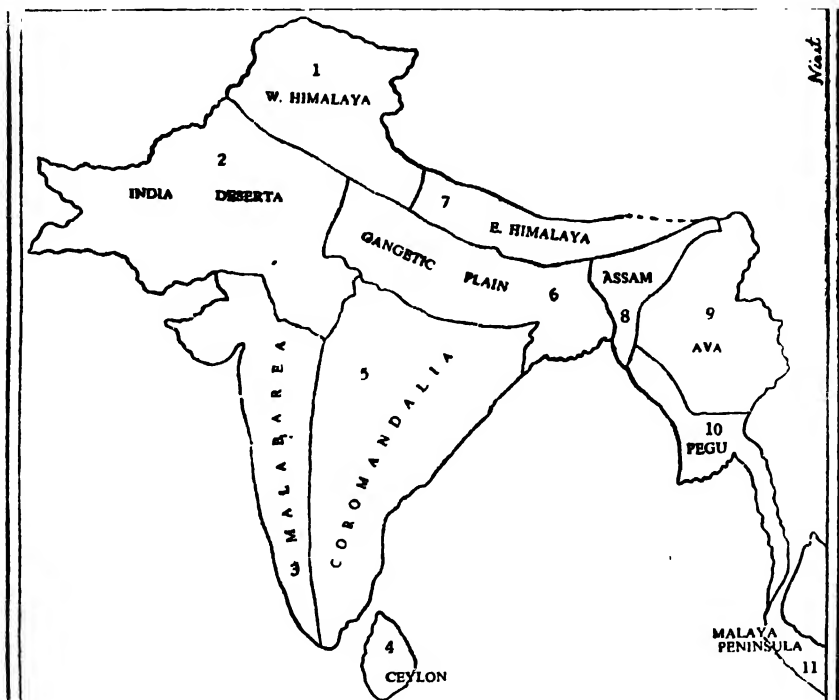 1
W. HIMALAYA
2
INDIA DESERTA
7
E. HIMALAYA
GANGETIC PLAIN
6
ASSAM
8
9
AVA
10
PEGU
3 MALABAREA
5
COROMANDALIA
4
CEYLON
MALAYA
PENINSULA
11